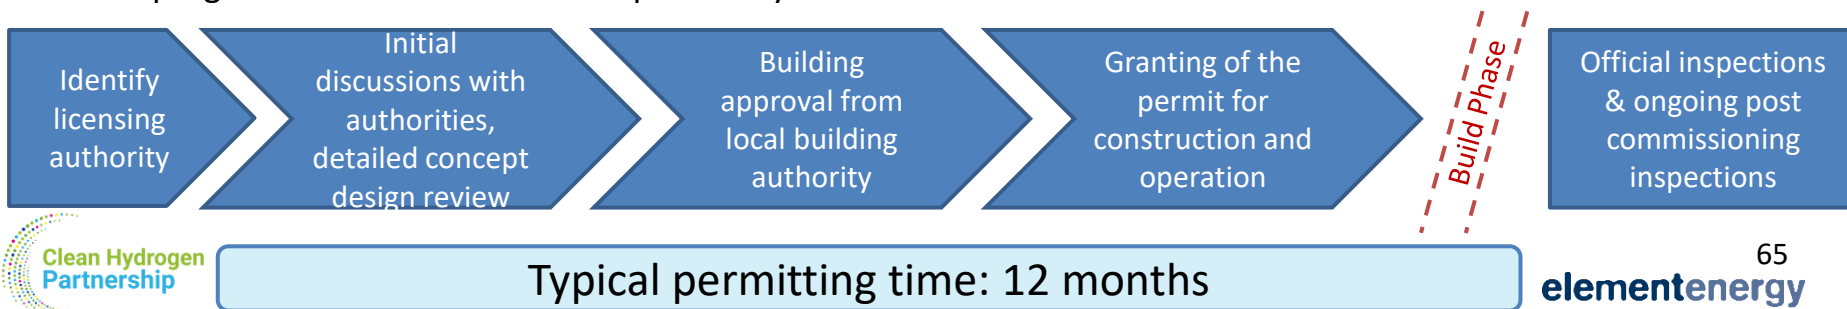 Identify
licensing
authority
Initial
discussions with
authorities,
detailed concept
design review
Building
approval from
local building
authority
Granting of the
permit for
construction and
operation
Build Phase
Official inspections
& ongoing post
commissioning
inspections
Clean Hydrogen
Partnership
Typical permitting time: 12 months
65
elementenergy